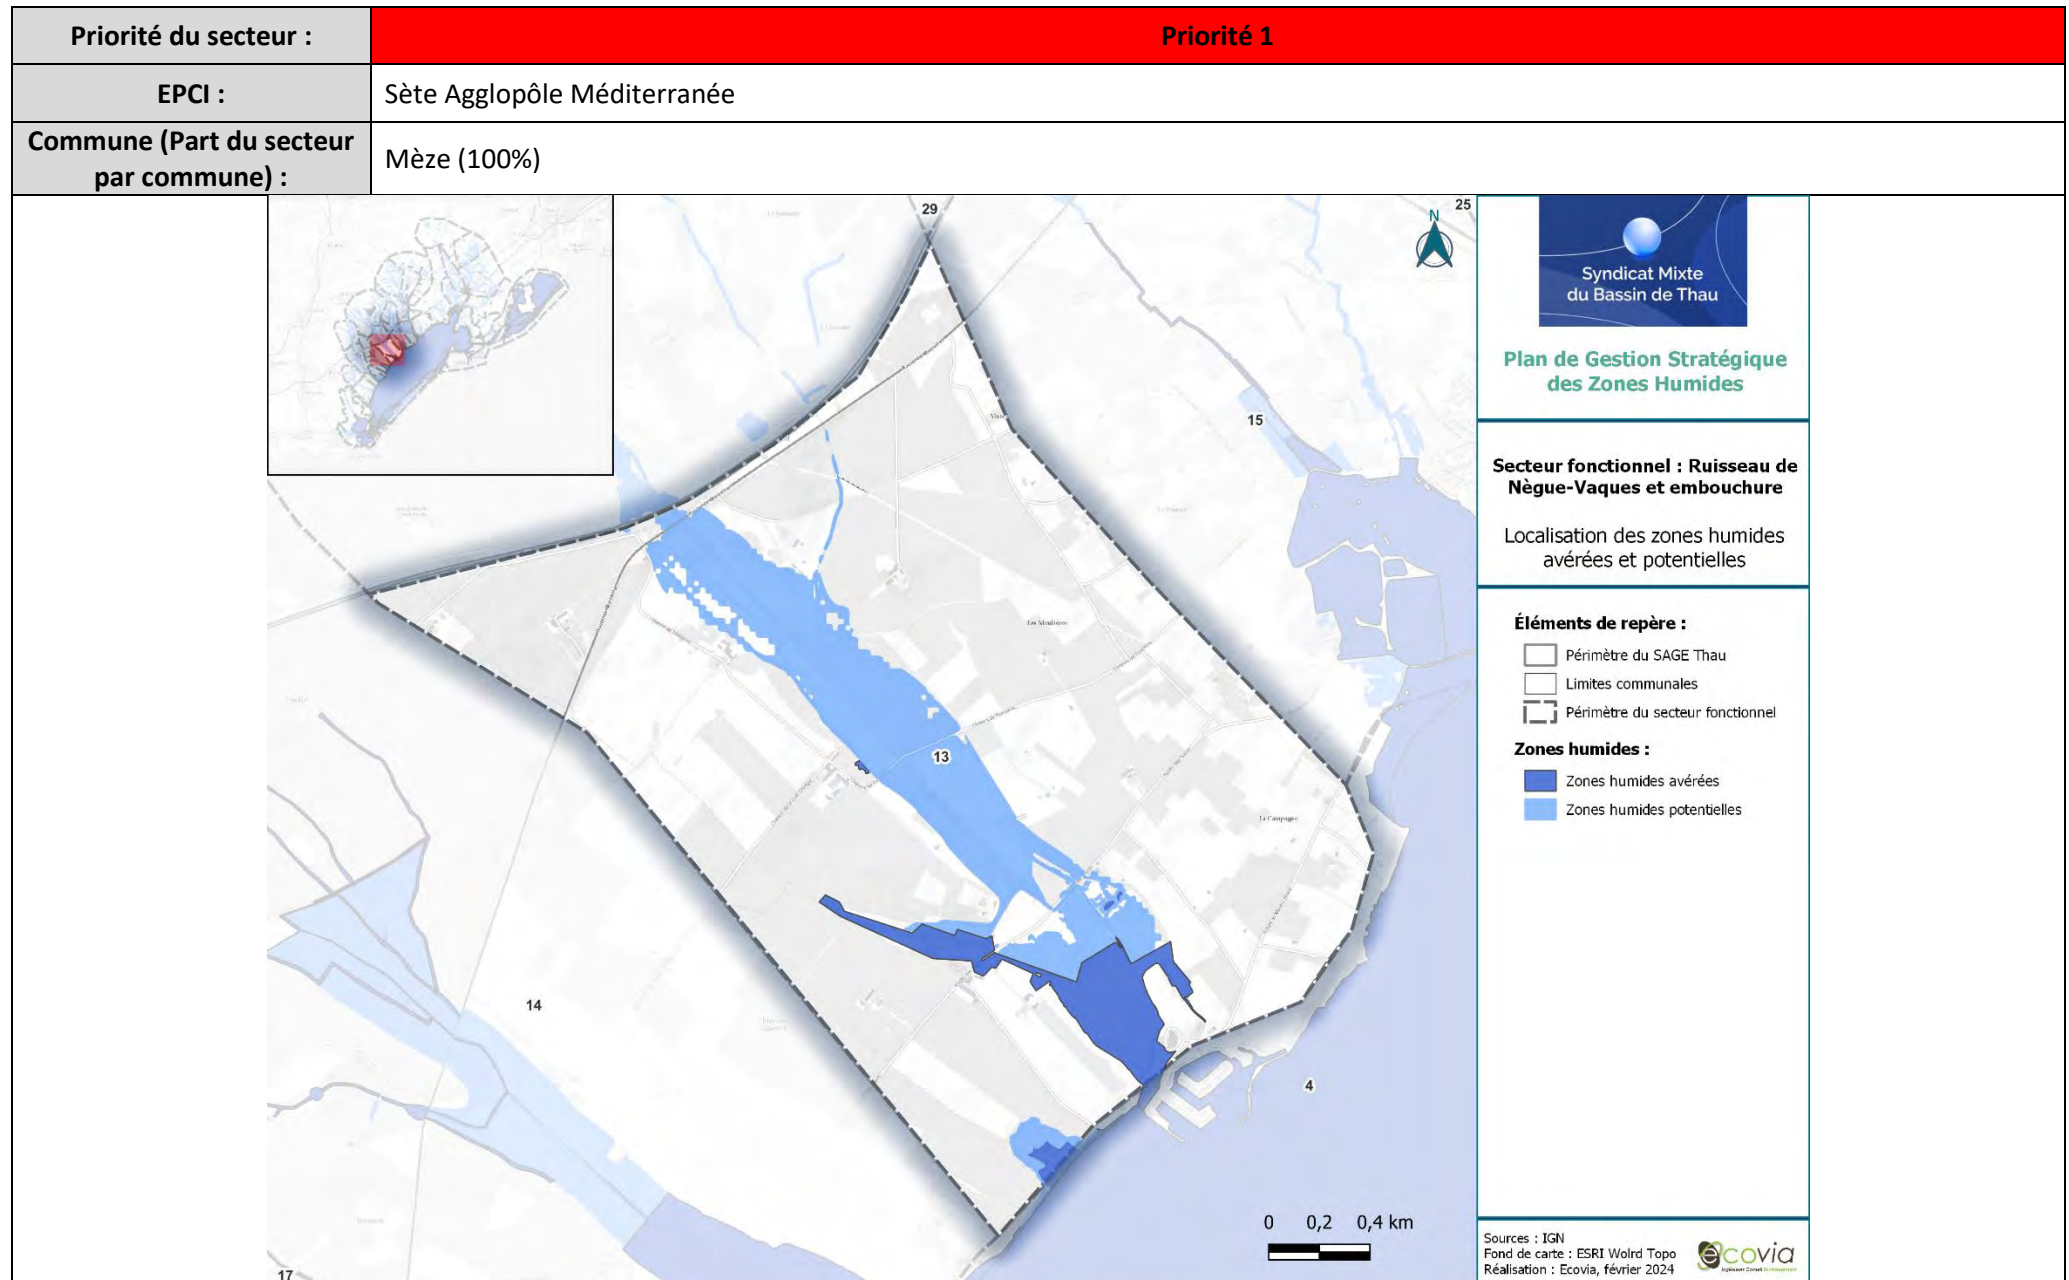 Priorité du secteur :
Priorité 1
EPCI :
Sète Agglopôle Méditerranée
Commune (Part du secteur
par commune) :
Mèze (100%)
29
25
N
15
13
14
4
17
Les Moulières
La Campagne
0 0,2 0,4 km
Syndicat Mixte
du Bassin de Thau
Plan de Gestion Stratégique
des Zones Humides
Secteur fonctionnel : Ruisseau de
Nègue-Vaques et embouchure
Localisation des zones humides
avérées et potentielles
Éléments de repère :
Périmètre du SAGE Thau
Limites communales
Périmètre du secteur fonctionnel
Zones humides :
Zones humides avérées
Zones humides potentielles
Sources : IGN
Fond de carte : ESRI Wolrd Topo
Réalisation : Ecovia, février 2024
ecovia